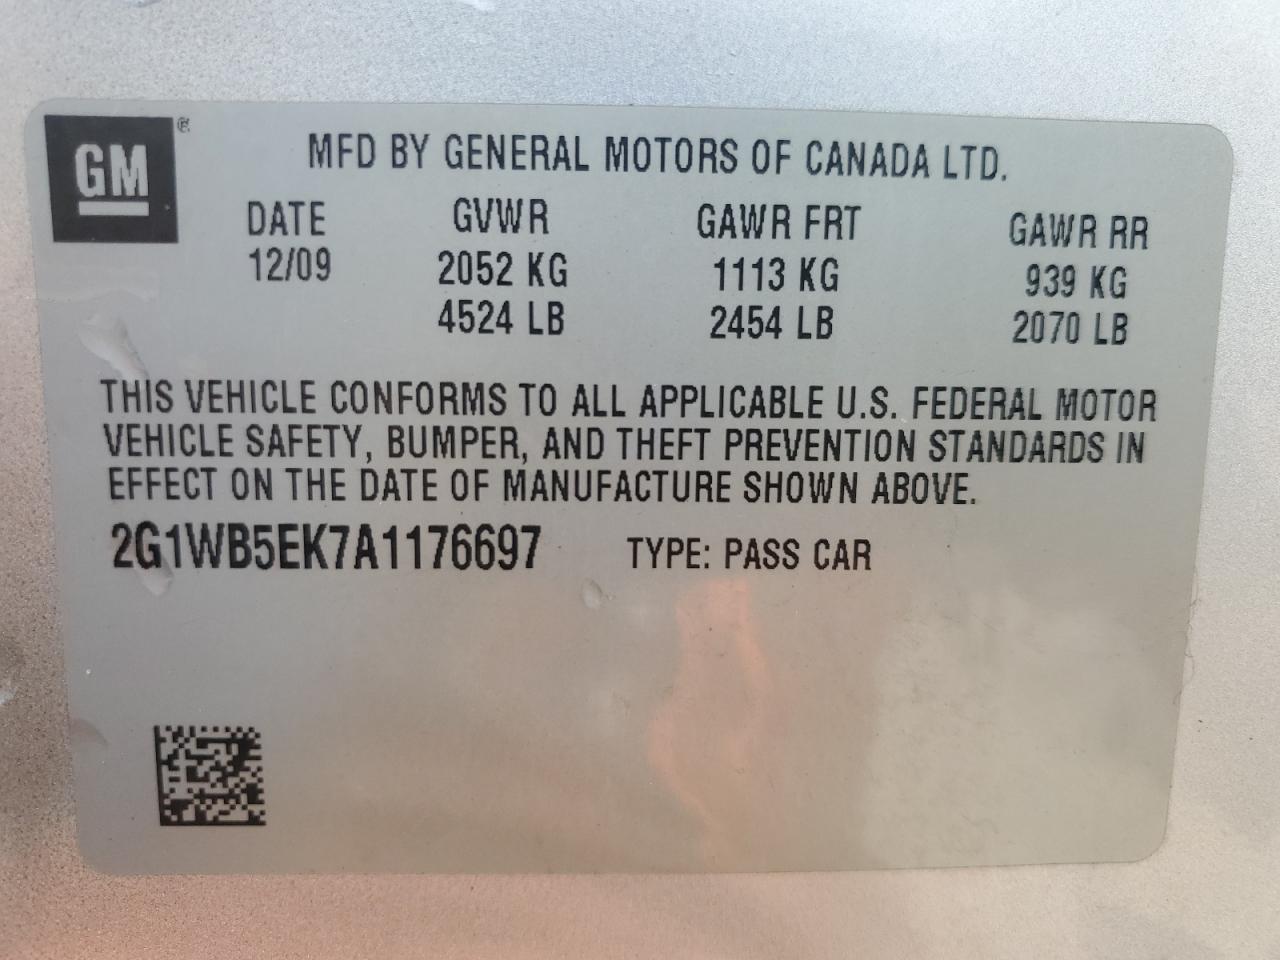 GM ®
MFD BY GENERAL MOTORS OF CANADA LTD.
DATE GVWR GAWR FRT GAWR RR
12/09 2052 KG 1113 KG 939 KG
4524 LB 2454 LB 2070 LB
THIS VEHICLE CONFORMS TO ALL APPLICABLE U.S. FEDERAL MOTOR
VEHICLE SAFETY, BUMPER, AND THEFT PREVENTION STANDARDS IN
EFFECT ON THE DATE OF MANUFACTURE SHOWN ABOVE.
2G1WB5EK7A1176697 TYPE: PASS CAR